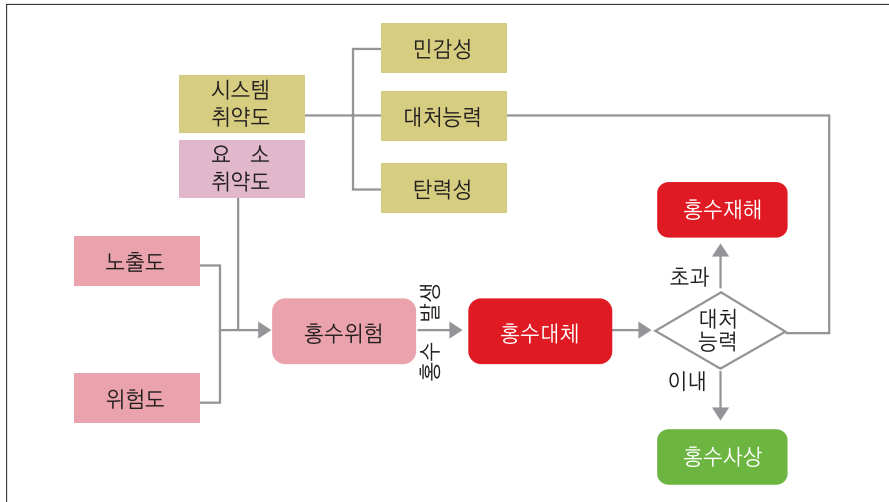 민감성
시스템
취약도
대처능력
요 소
취약도
탄력성
홍수재해
노출도
초과
홍수위험
홍수 발생
홍수대체
대처
능력
이내
위험도
홍수사상